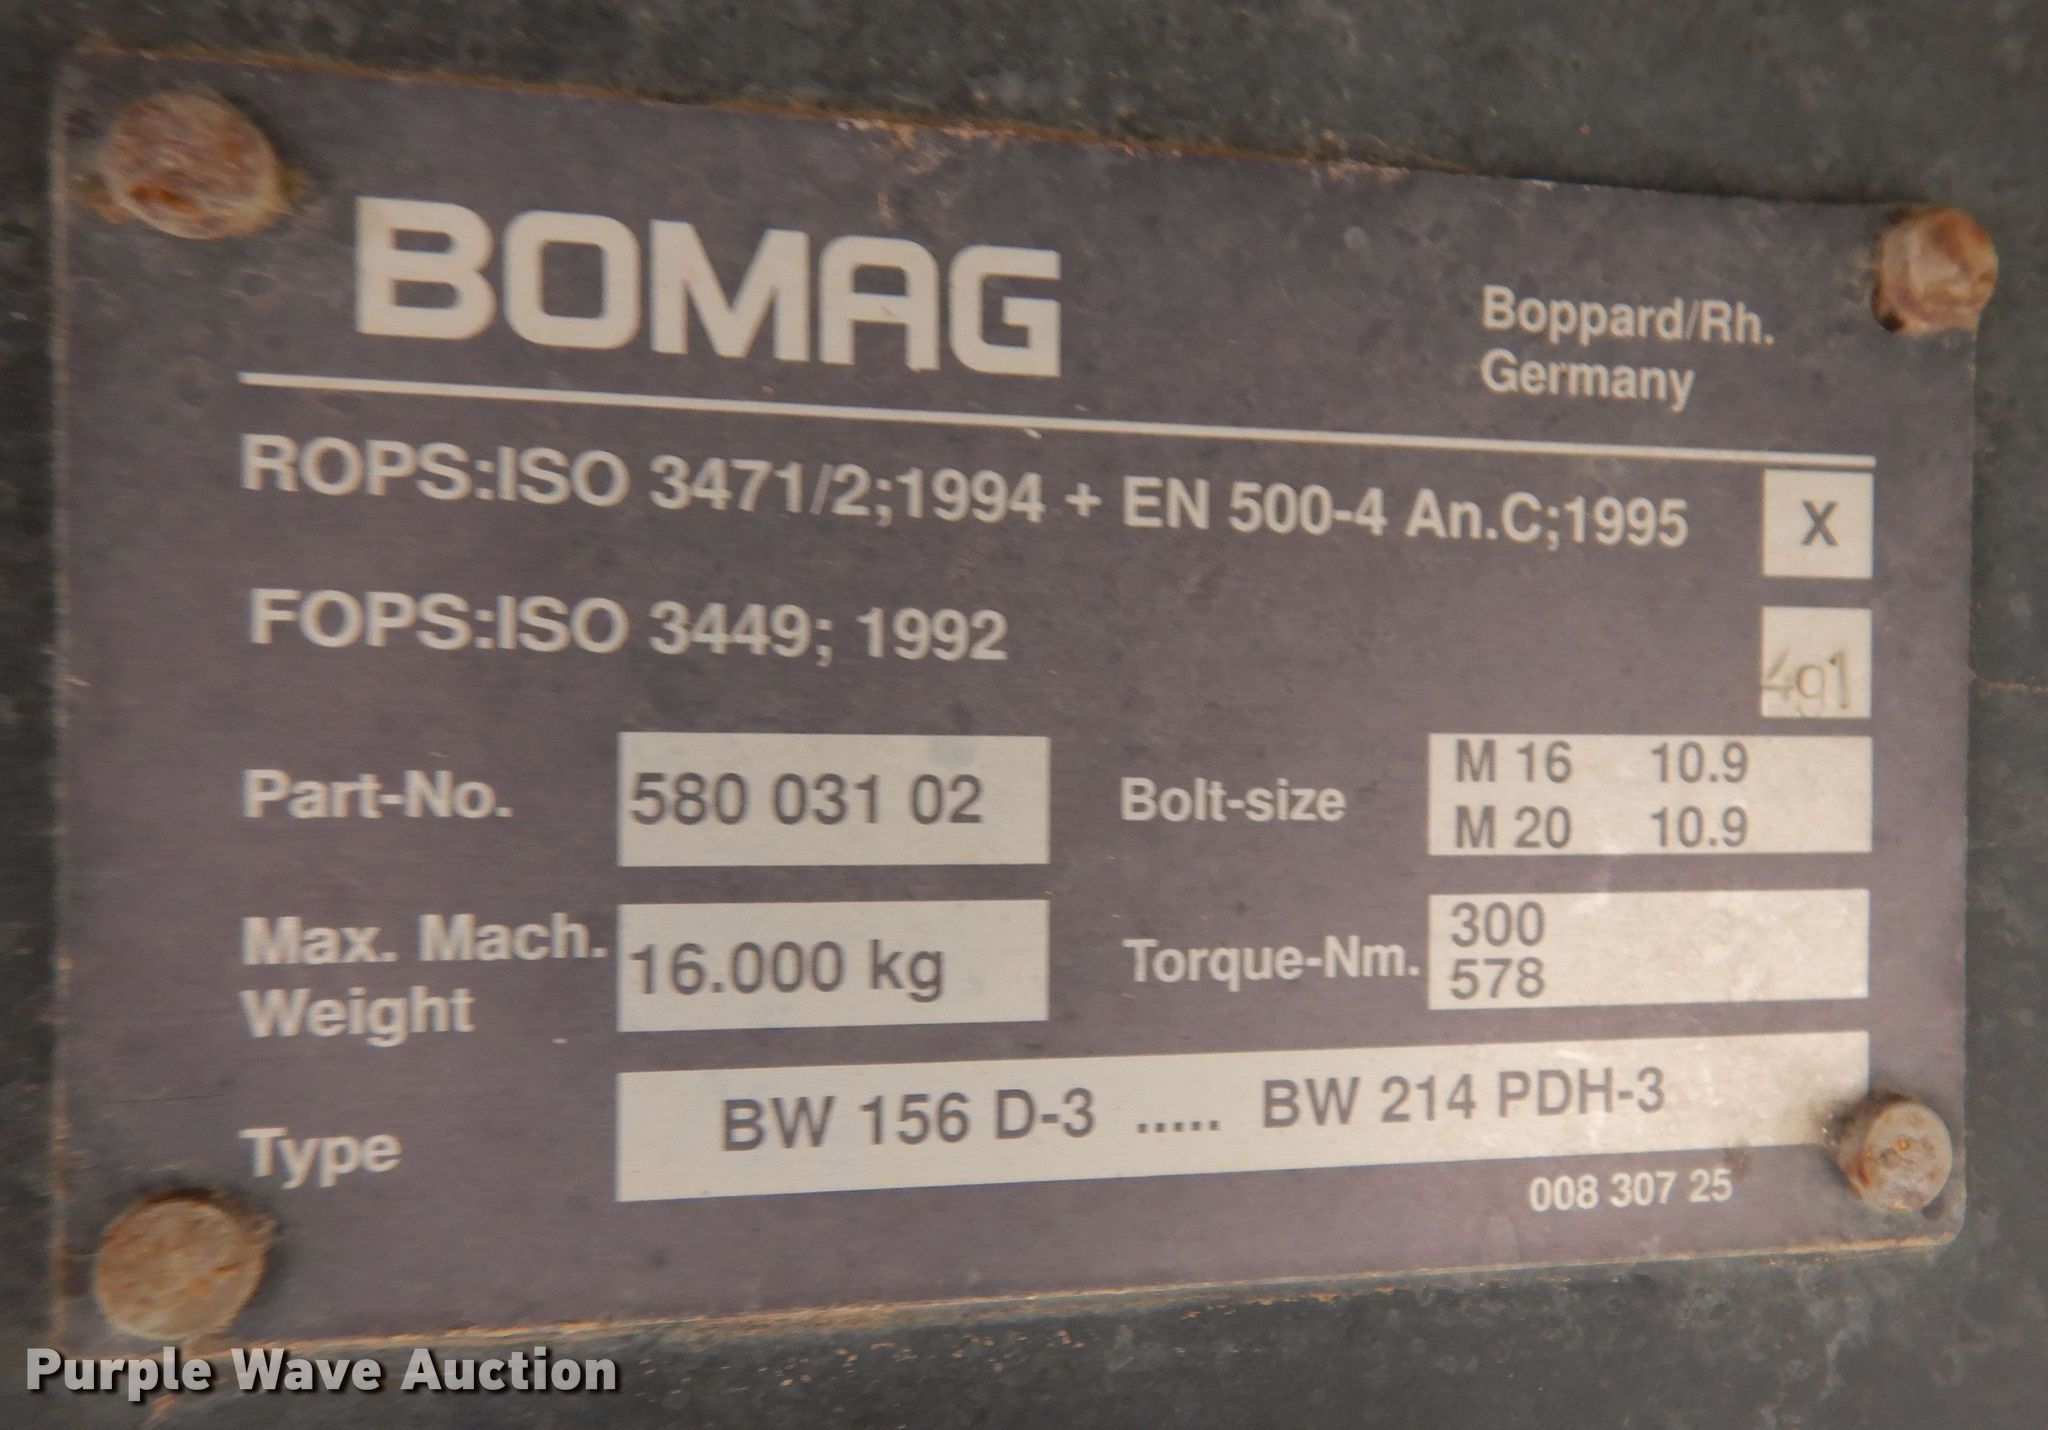 BOMAG
Boppard/Rh.
Germany
ROPS:ISO 3471/2;1994 + EN 500-4 An.C;1995 X
FOPS:ISO 3449; 1992
Part-No. 580 031 02
Bolt-size M 16 10.9
M 20 10.9
Max. Mach. Weight 16.000 kg
Torque-Nm. 300
578
Type BW 156 D-3 ..... BW 214 PDH-3
008 307 25
Purple Wave Auction